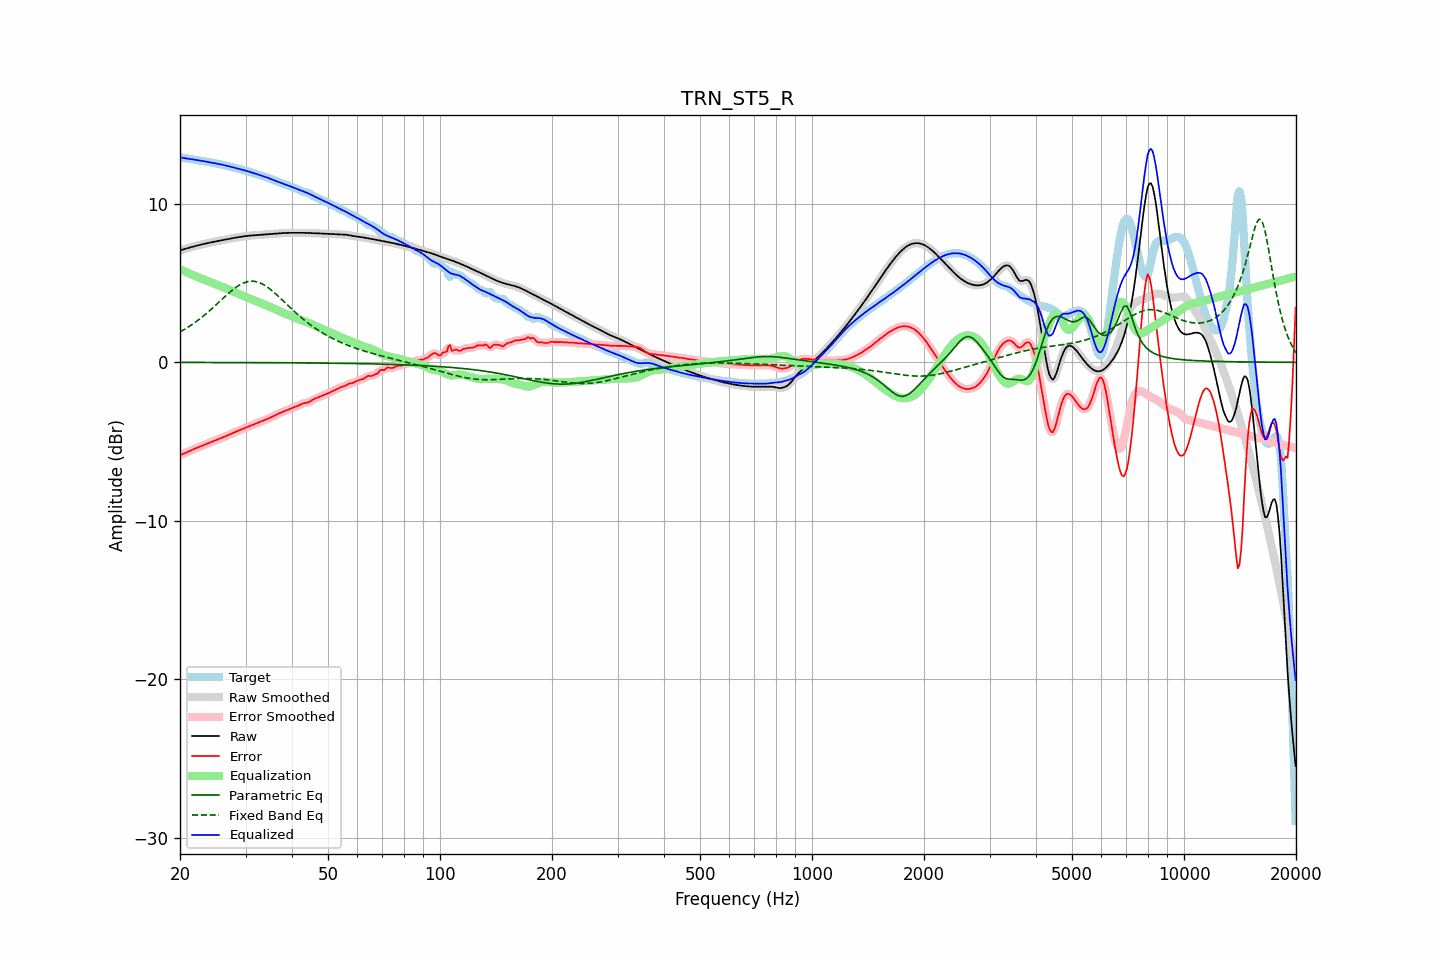 TRN_ST5_R
Amplitude (dBr)
10
0
−10
−20
−30
Target
Raw Smoothed
Error Smoothed
Raw
Error
Equalization
Parametric Eq
Fixed Band Eq
Equalized
20 50 100 200 500 1000 2000 5000 10000 20000
Frequency (Hz)